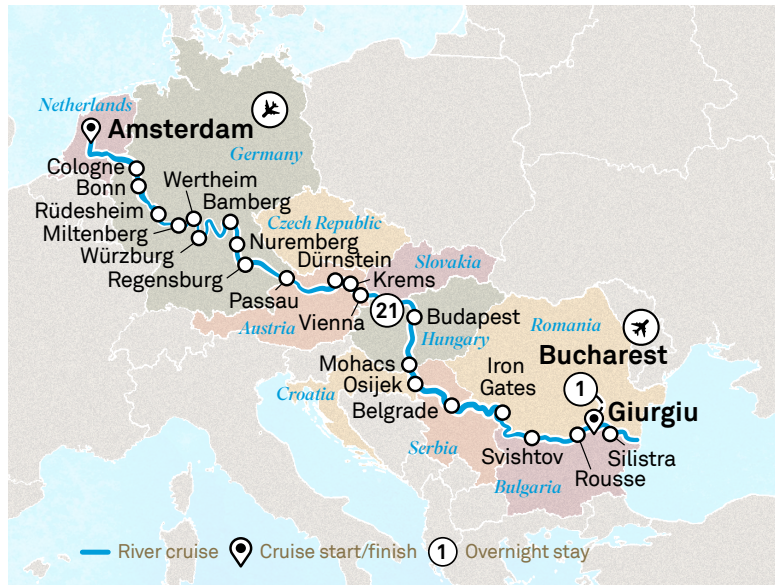 Netherlands
Amsterdam
Germany
Cologne
Bonn
Wertheim
Rüdesheim
Bamberg
Miltenberg
Czech Republic
Würzburg
Nuremberg
Dürnstein
Slovakia
Regensburg
Krems
Passau
21
Vienna
Budapest
Austria
Hungary
Romania
Bucharest
Mohacs
Iron
Gates
Osijek
1
Croatia
Belgrade
Giurgiu
Serbia
Svishtov
Silistra
Rousse
Bulgaria
River cruise
Cruise start/finish
1 Overnight stay